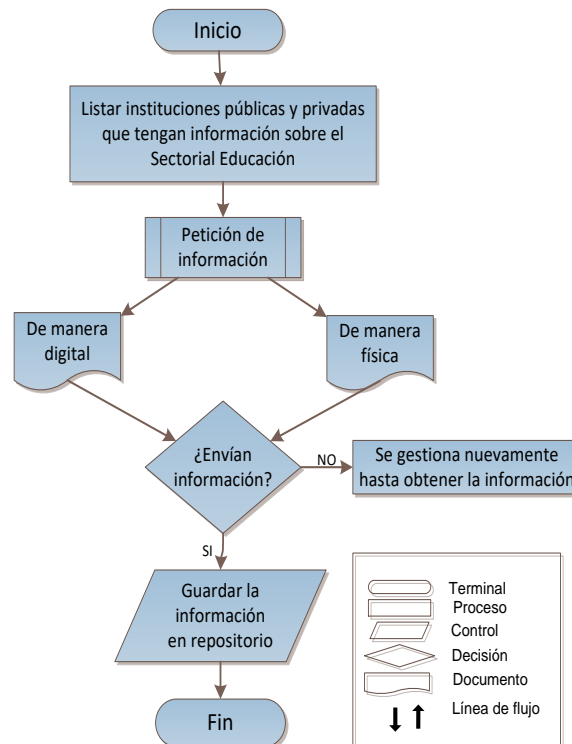 Inicio
Listar instituciones públicas y privadas
que tengan información sobre el
Sectorial Educación
Petición de
información
De manera
digital
De manera
física
¿Envían
información?
NO
Se gestiona nuevamente
hasta obtener la información
SI
Guardar la
información
en repositorio
Fin
Terminal
Proceso
Control
Decisión
Documento
Línea de flujo